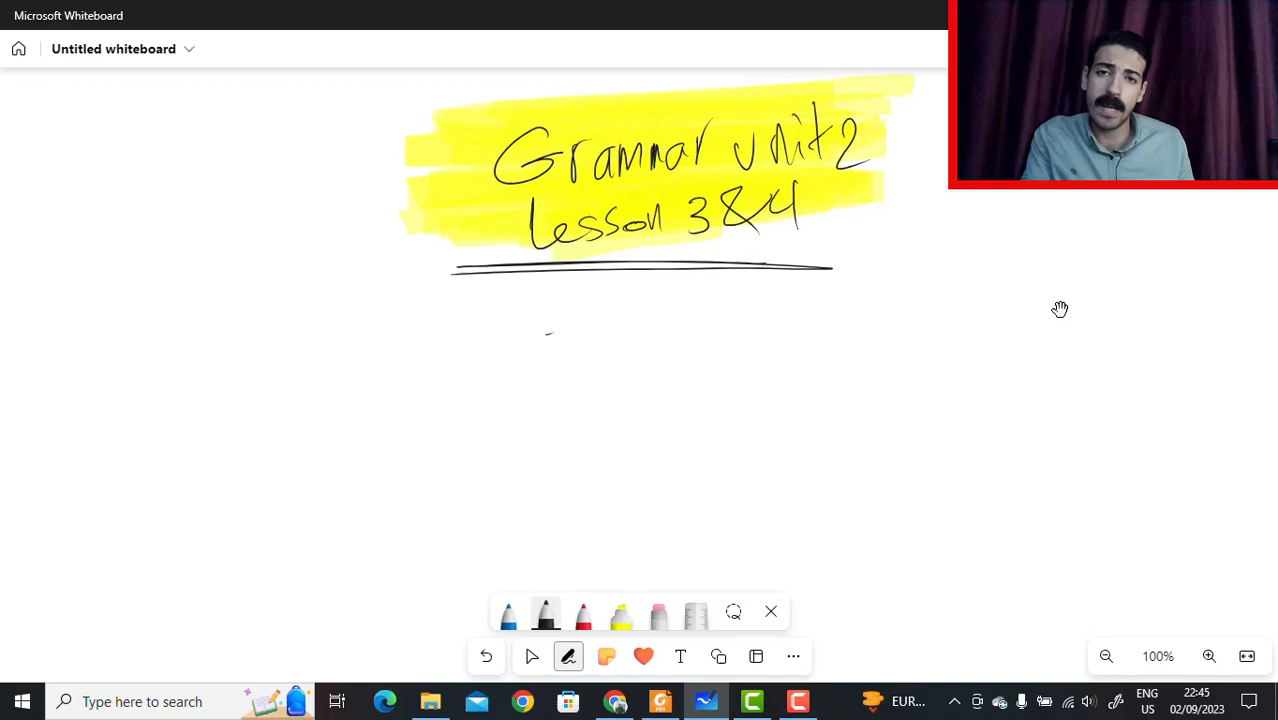 Microsoft Whiteboard
Untitled whiteboard
Grammar unit 2
Lesson 3 & 4
T
100%
Type here to search
EUR...
ENG
US
22:45
02/09/2023